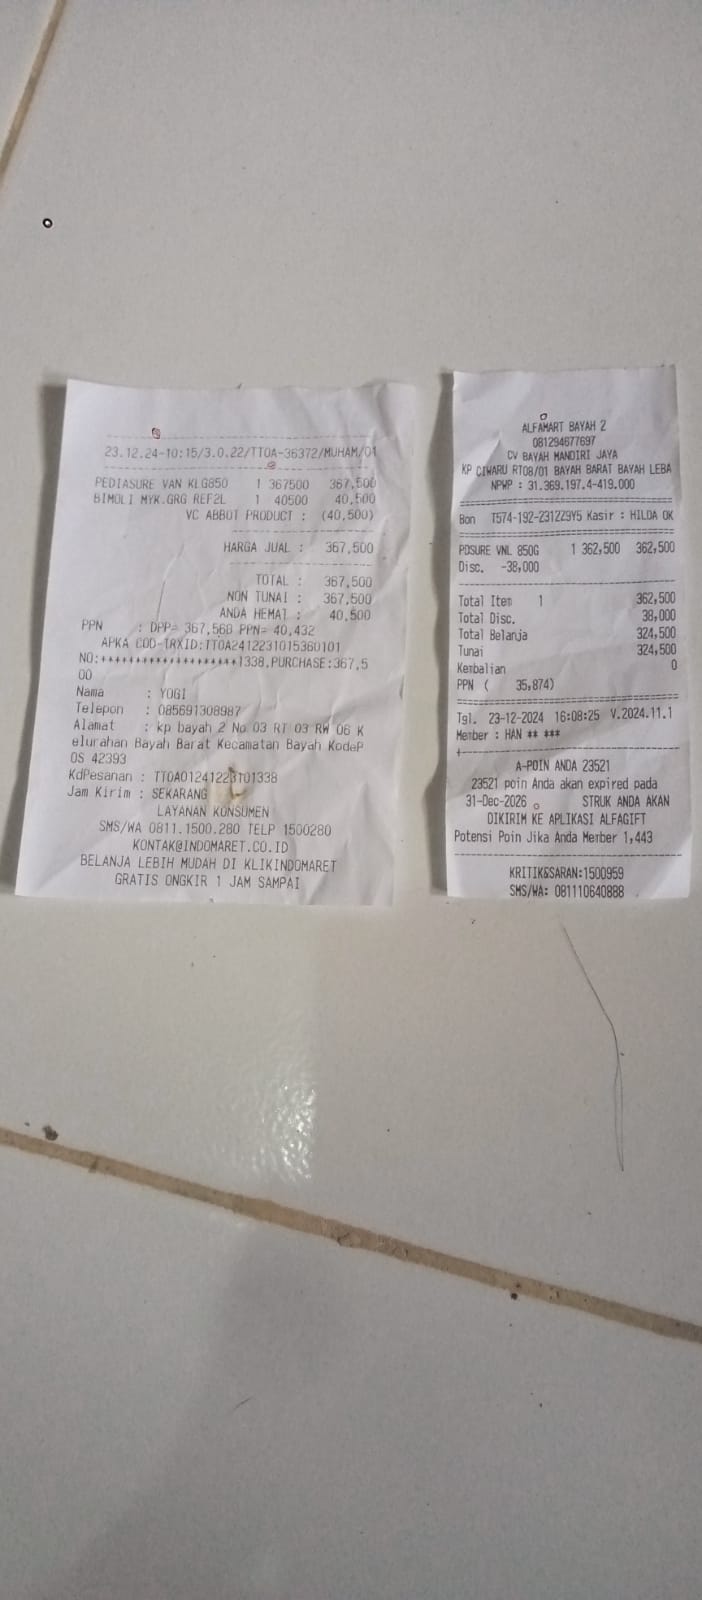 23.12.24-10:15/3.0.22/TTOA-36372/MUHAM/01
PEDIASURE VAN KLG850 1 367500 367,500
BIMOLI MYK.GRG REF2L 1 40500 40,500
VC ABBOT PRODUCT : (40,500)
HARGA JUAL : 367,500
TOTAL : 367,500
NON TUNAI : 367,500
ANDA HEMAT : 40,500
PPN : DPP= 367,568 PPN= 40,432
APKA COD-TRXID:TTOA2412231015360101
NO:********************1338,PURCHASE:367,5
00
Nama : YOGI
Telepon : 085691308987
Alamat : kp bayah 2 No 03 RT 03 RW 06 K
elurahan Bayah Barat Kecamatan Bayah KodeP
OS 42393
KdPesanan : TTOA01241223101338
Jam Kirim : SEKARANG
LAYANAN KONSUMEN
SMS/WA 0811.1500.280 TELP 1500280
KONTAK@INDOMARET.CO.ID
BELANJA LEBIH MUDAH DI KLIKINDOMARET
GRATIS ONGKIR 1 JAM SAMPAI
ALFAMART BAYAH 2
081294677697
CV BAYAH MANDIRI JAYA
KP CIWARU RT08/01 BAYAH BARAT BAYAH LEBA
NPWP : 31.369.197.4-419.000
Bon T574-192-2312Z9Y5 Kasir : HILDA OK
PDSURE VNL 850G 1 362,500 362,500
Disc. -38,000
Total Item 1 362,500
Total Disc. 38,000
Total Belanja 324,500
Tunai 324,500
Kembalian 0
PPN ( 35,874)
Tgl. 23-12-2024 16:08:25 V.2024.11.1
Member : HAN ** ***
A-POIN ANDA 23521
23521 poin Anda akan expired pada
31-Dec-2026 STRUK ANDA AKAN
DIKIRIM KE APLIKASI ALFAGIFT
Potensi Poin Jika Anda Member 1,443
KRITIK&SARAN:1500959
SMS/WA: 081110640888